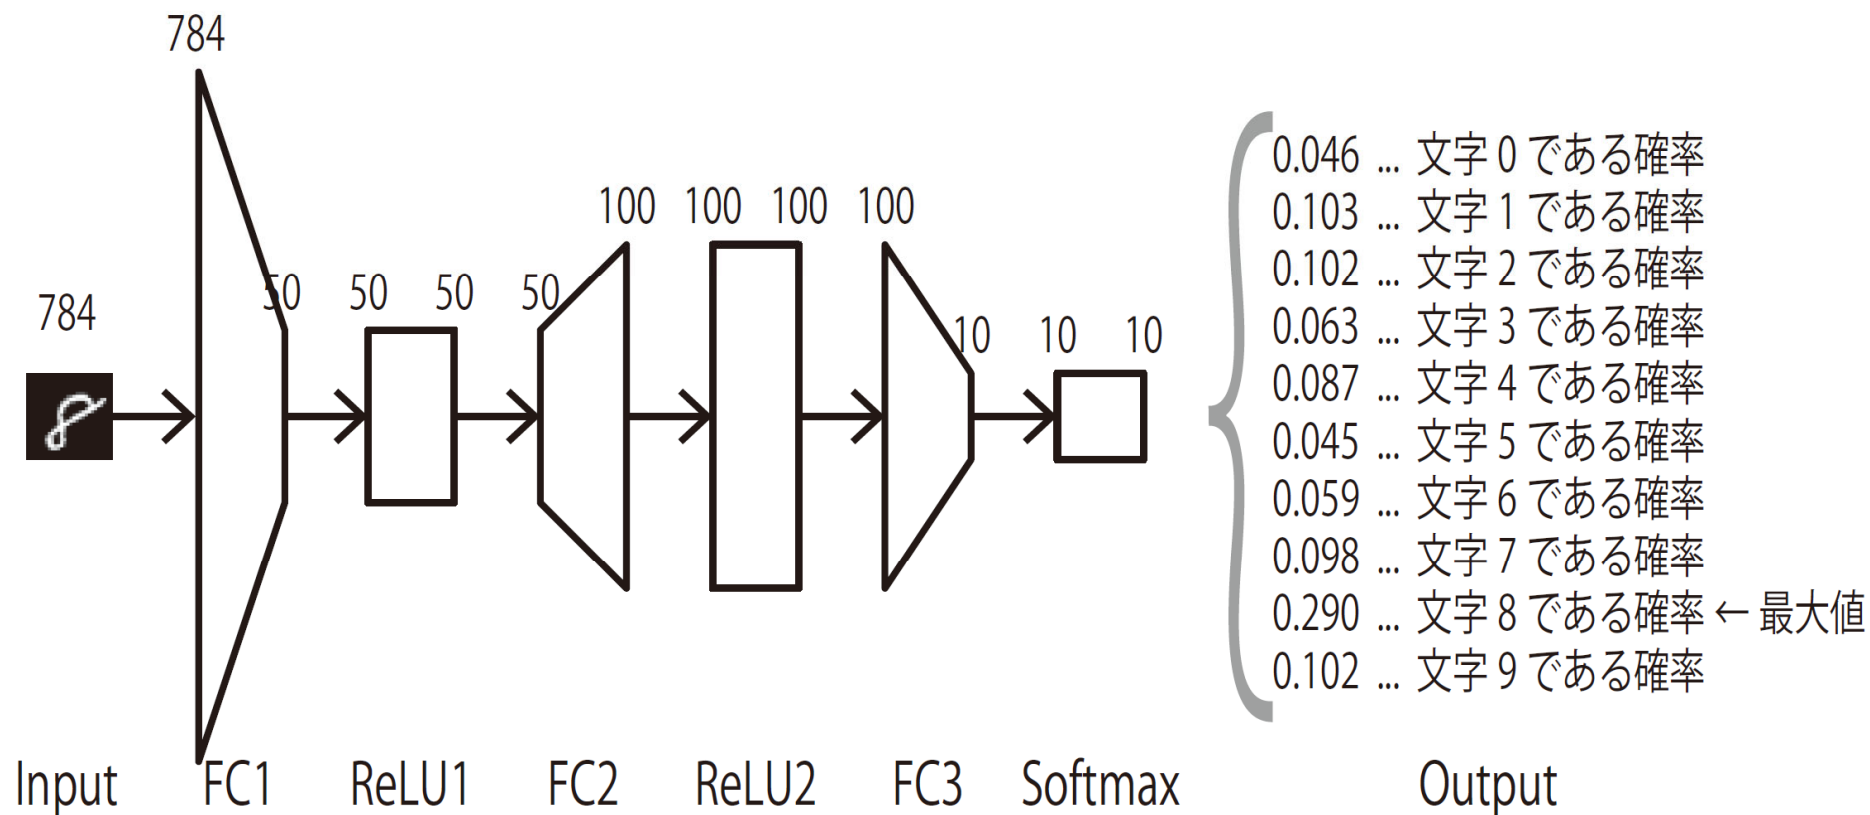 784
784
50
50
50
50
100
100
100
100
10
10
10
0.046 ... 文字 0 である確率
0.103 ... 文字 1 である確率
0.102 ... 文字 2 である確率
0.063 ... 文字 3 である確率
0.087 ... 文字 4 である確率
0.045 ... 文字 5 である確率
0.059 ... 文字 6 である確率
0.098 ... 文字 7 である確率
0.290 ... 文字 8 である確率 ← 最大値
0.102 ... 文字 9 である確率
8
Input FC1 ReLU1 FC2 ReLU2 FC3 Softmax Output